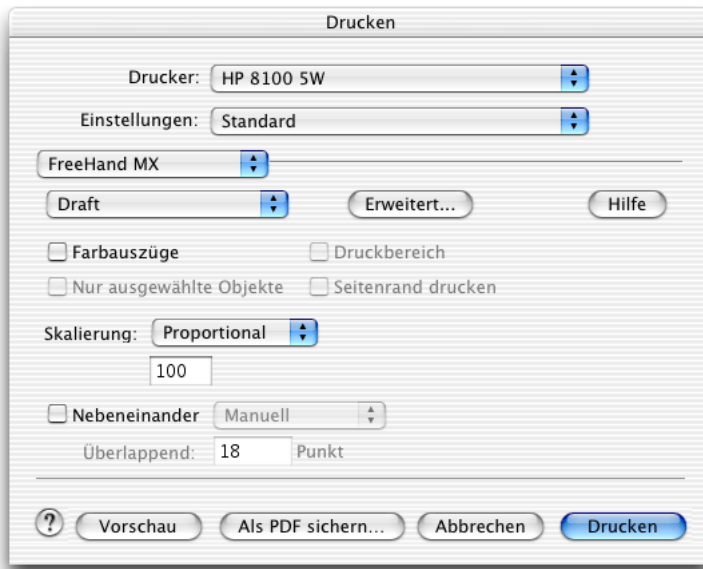 Drucken
Drucker: HP 8100 5W
Einstellungen: Standard
FreeHand MX
Draft Erweitert... Hilfe
Farbauszüge Druckbereich
Nur ausgewählte Objekte Seitenrand drucken
Skalierung: Proportional
100
Nebeneinander Manuell
Überlappend: 18 Punkt
? Vorschau Als PDF sichern... Abbrechen Drucken